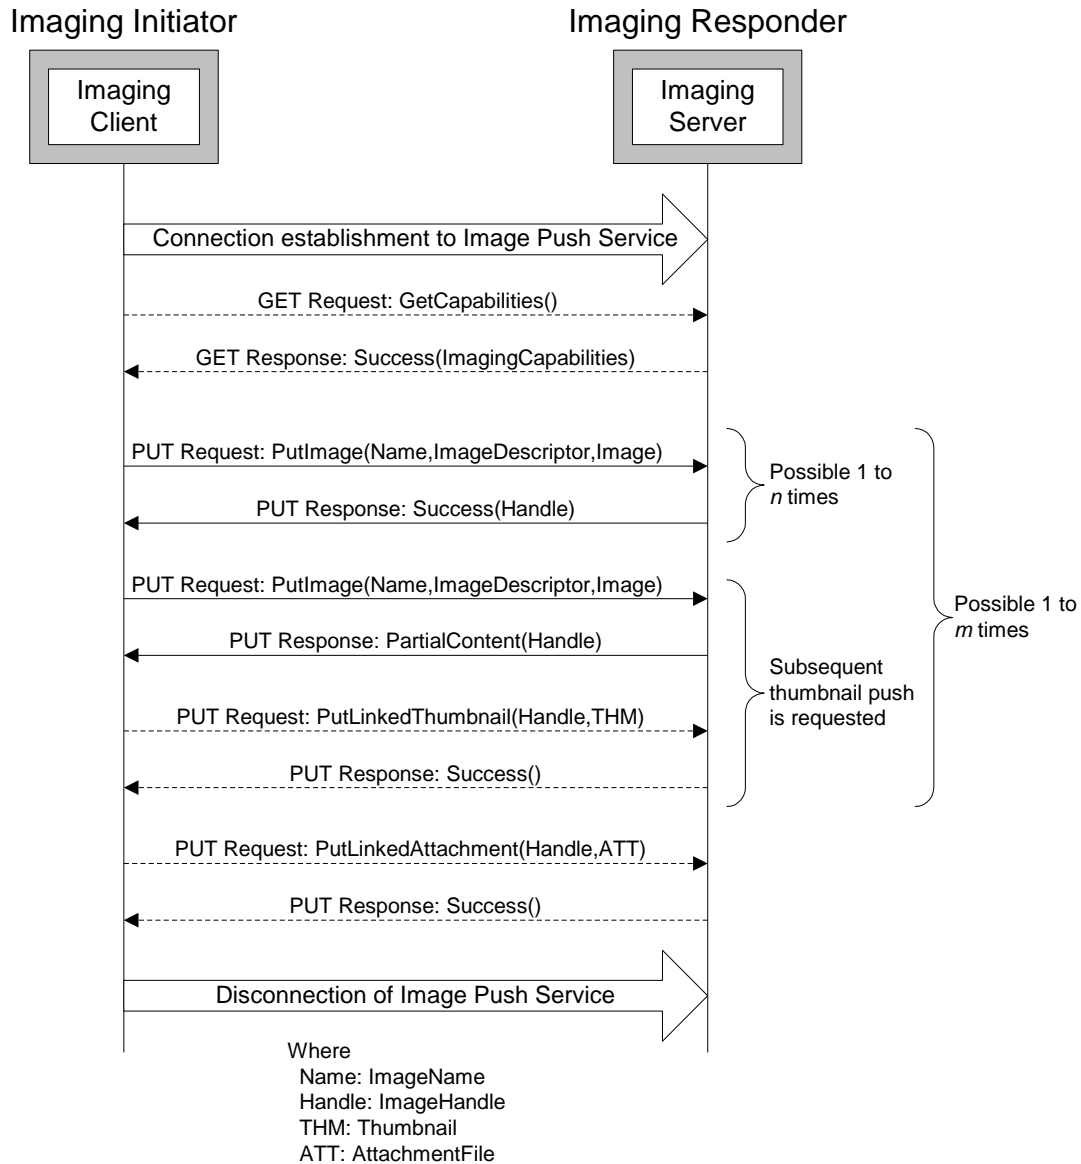 Imaging Initiator
Imaging Responder
Imaging
Client
Imaging
Server
Connection establishment to Image Push Service
GET Request: GetCapabilities()
GET Response: Success(ImagingCapabilities)
PUT Request: PutImage(Name,ImageDescriptor,Image)
PUT Response: Success(Handle)
Possible 1 to
n times
PUT Request: PutImage(Name,ImageDescriptor,Image)
PUT Response: PartialContent(Handle)
PUT Request: PutLinkedThumbnail(Handle,THM)
PUT Response: Success()
Subsequent
thumbnail push
is requested
Possible 1 to
m times
PUT Request: PutLinkedAttachment(Handle,ATT)
PUT Response: Success()
Disconnection of Image Push Service
Where
Name: ImageName
Handle: ImageHandle
THM: Thumbnail
ATT: AttachmentFile